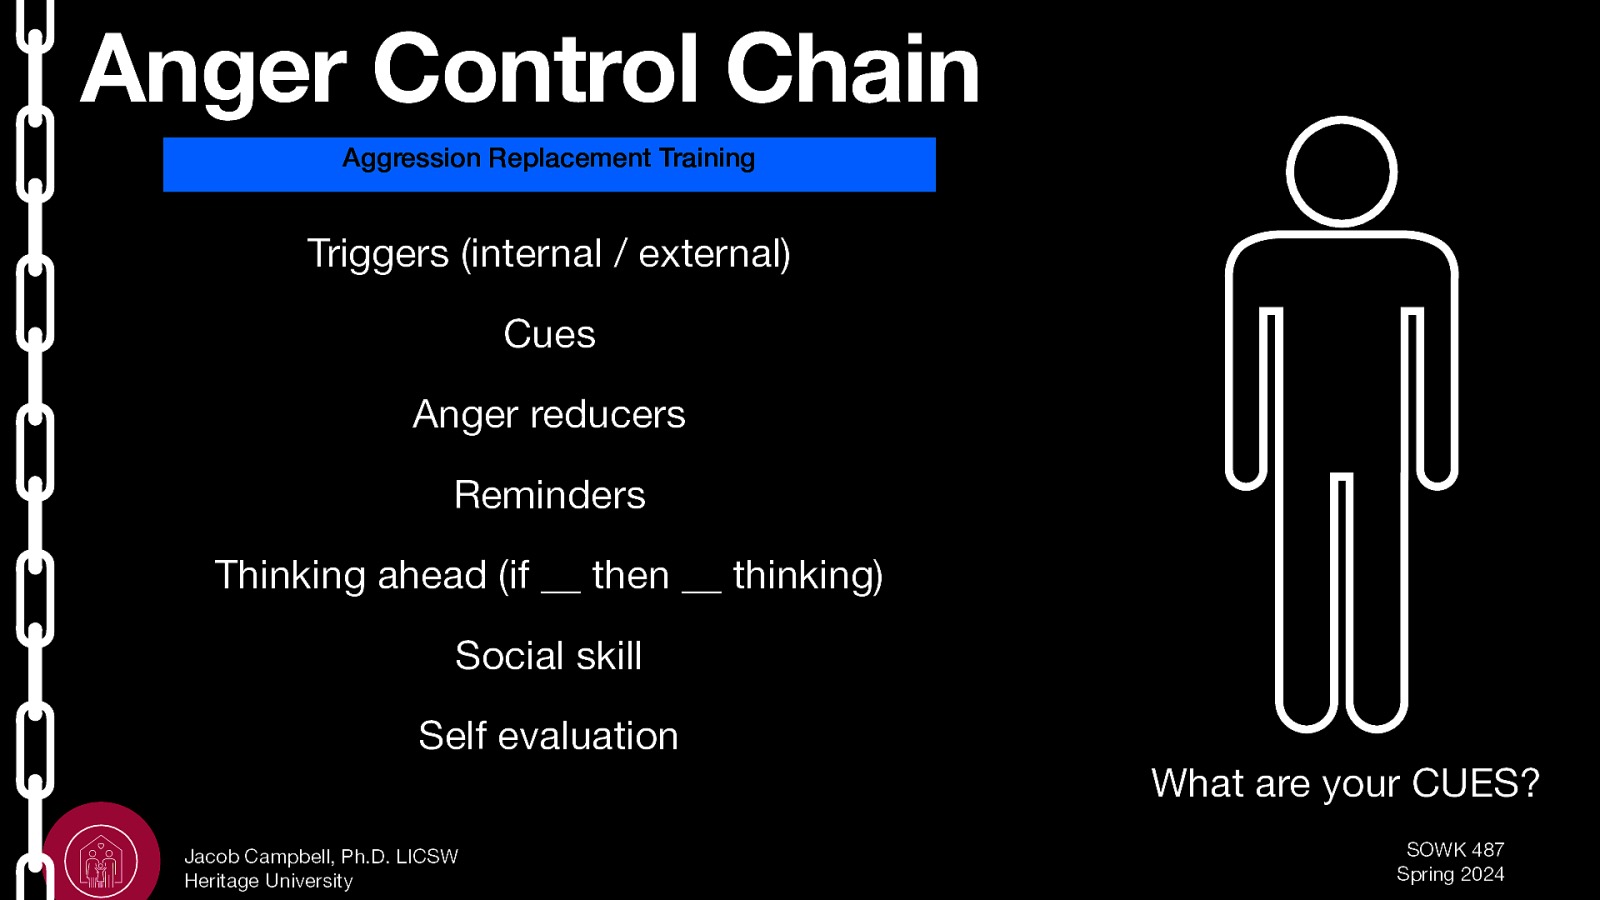 Anger Control Chain
Aggression Replacement Training
Triggers (internal / external)
Cues
Anger reducers
Reminders
Thinking ahead (if __ then __ thinking)
Social skill
Self evaluation
What are your CUES?
Jacob Campbell, Ph.D. LICSW
Heritage University
SOWK 487
Spring 2024